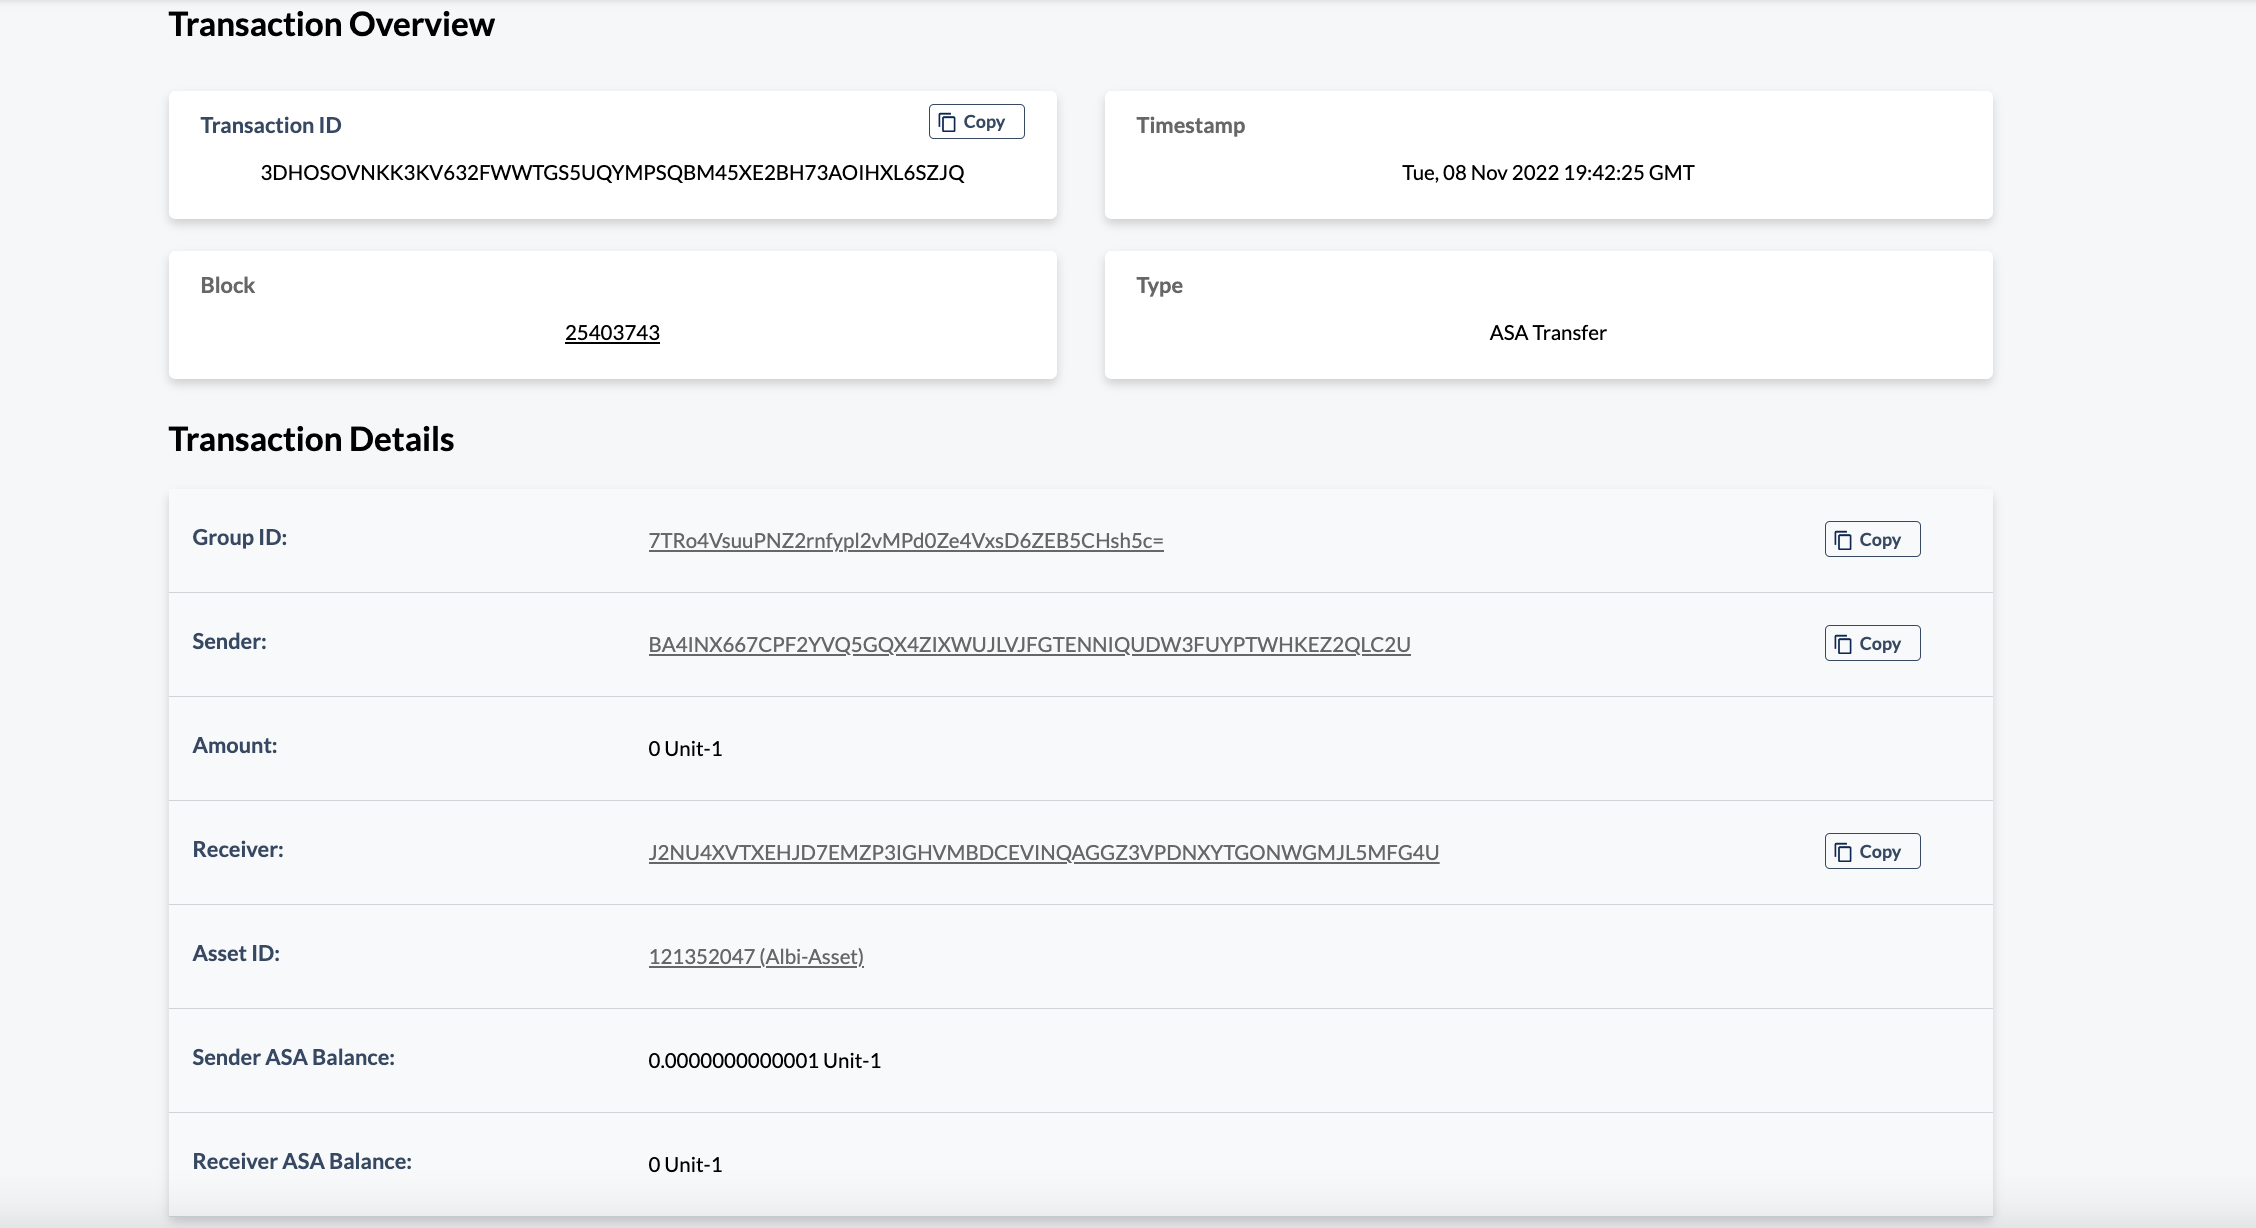 Transaction Overview
Transaction ID
Copy
3DHOSOVNKK3KV632FWWTGS5UQYMPSQBM45XE2BH73AOIHXL6SZJQ
Timestamp
Tue, 08 Nov 2022 19:42:25 GMT
Block
25403743
Type
ASA Transfer
Transaction Details
Group ID: 7TRo4VsuuPNZ2rnfypl2vMPd0Ze4VxsD6ZEB5CHsh5c= Copy
Sender: BA4INX667CPF2YVQ5GQX4ZIXWUJLVJFGTENNIQUDW3FUYPTWHKEZ2QLC2U Copy
Amount: 0 Unit-1
Receiver: J2NU4XVTXEHJD7EMZP3IGHVMBDCEVINQAGGZ3VPDNXYTGONWGMJL5MFG4U Copy
Asset ID: 121352047 (Albi-Asset)
Sender ASA Balance: 0.0000000000001 Unit-1
Receiver ASA Balance: 0 Unit-1